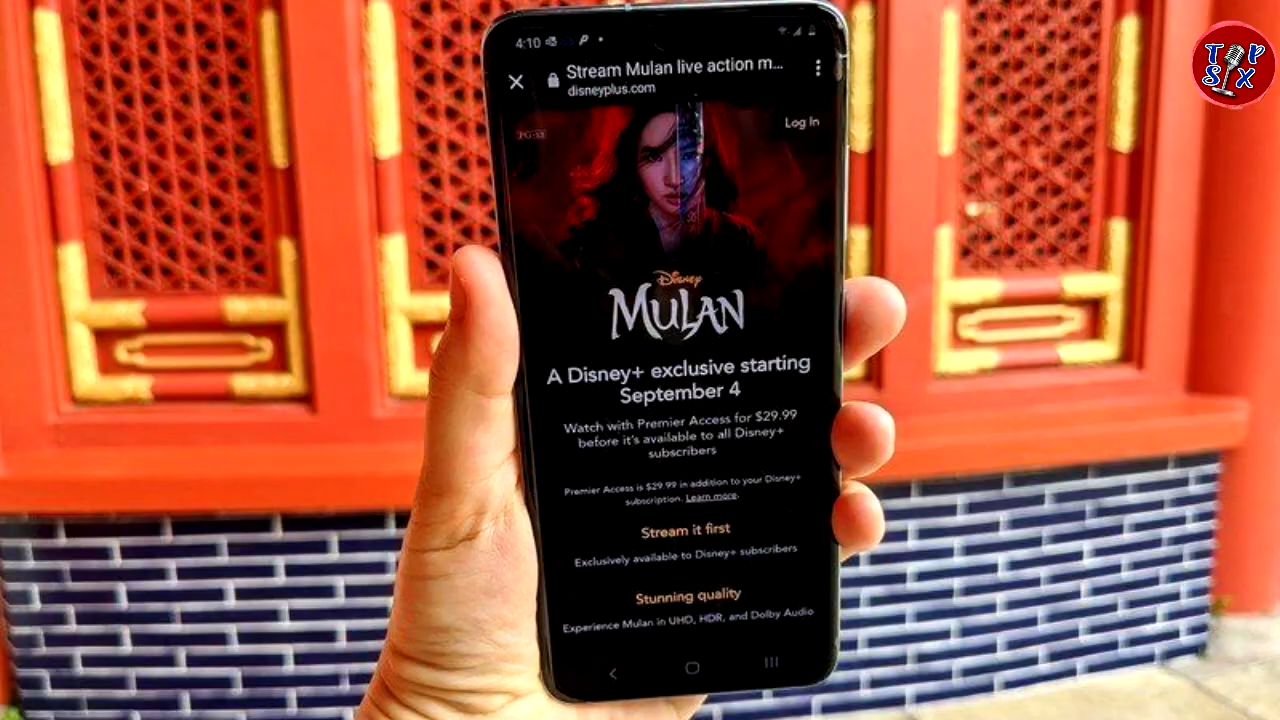 4:10
Stream Mulan live action m...
disneyplus.com
Log In
PG-13
Disney
MULAN
A Disney+ exclusive starting
September 4
Watch with Premier Access for $29.99
before it's available to all Disney+
subscribers
Premier Access is $29.99 in addition to your Disney+
subscription. Learn more.
Stream it first
Exclusively available to Disney+ subscribers
Stunning quality
Experience Mulan in UHD, HDR, and Dolby Audio
TOP
SIX